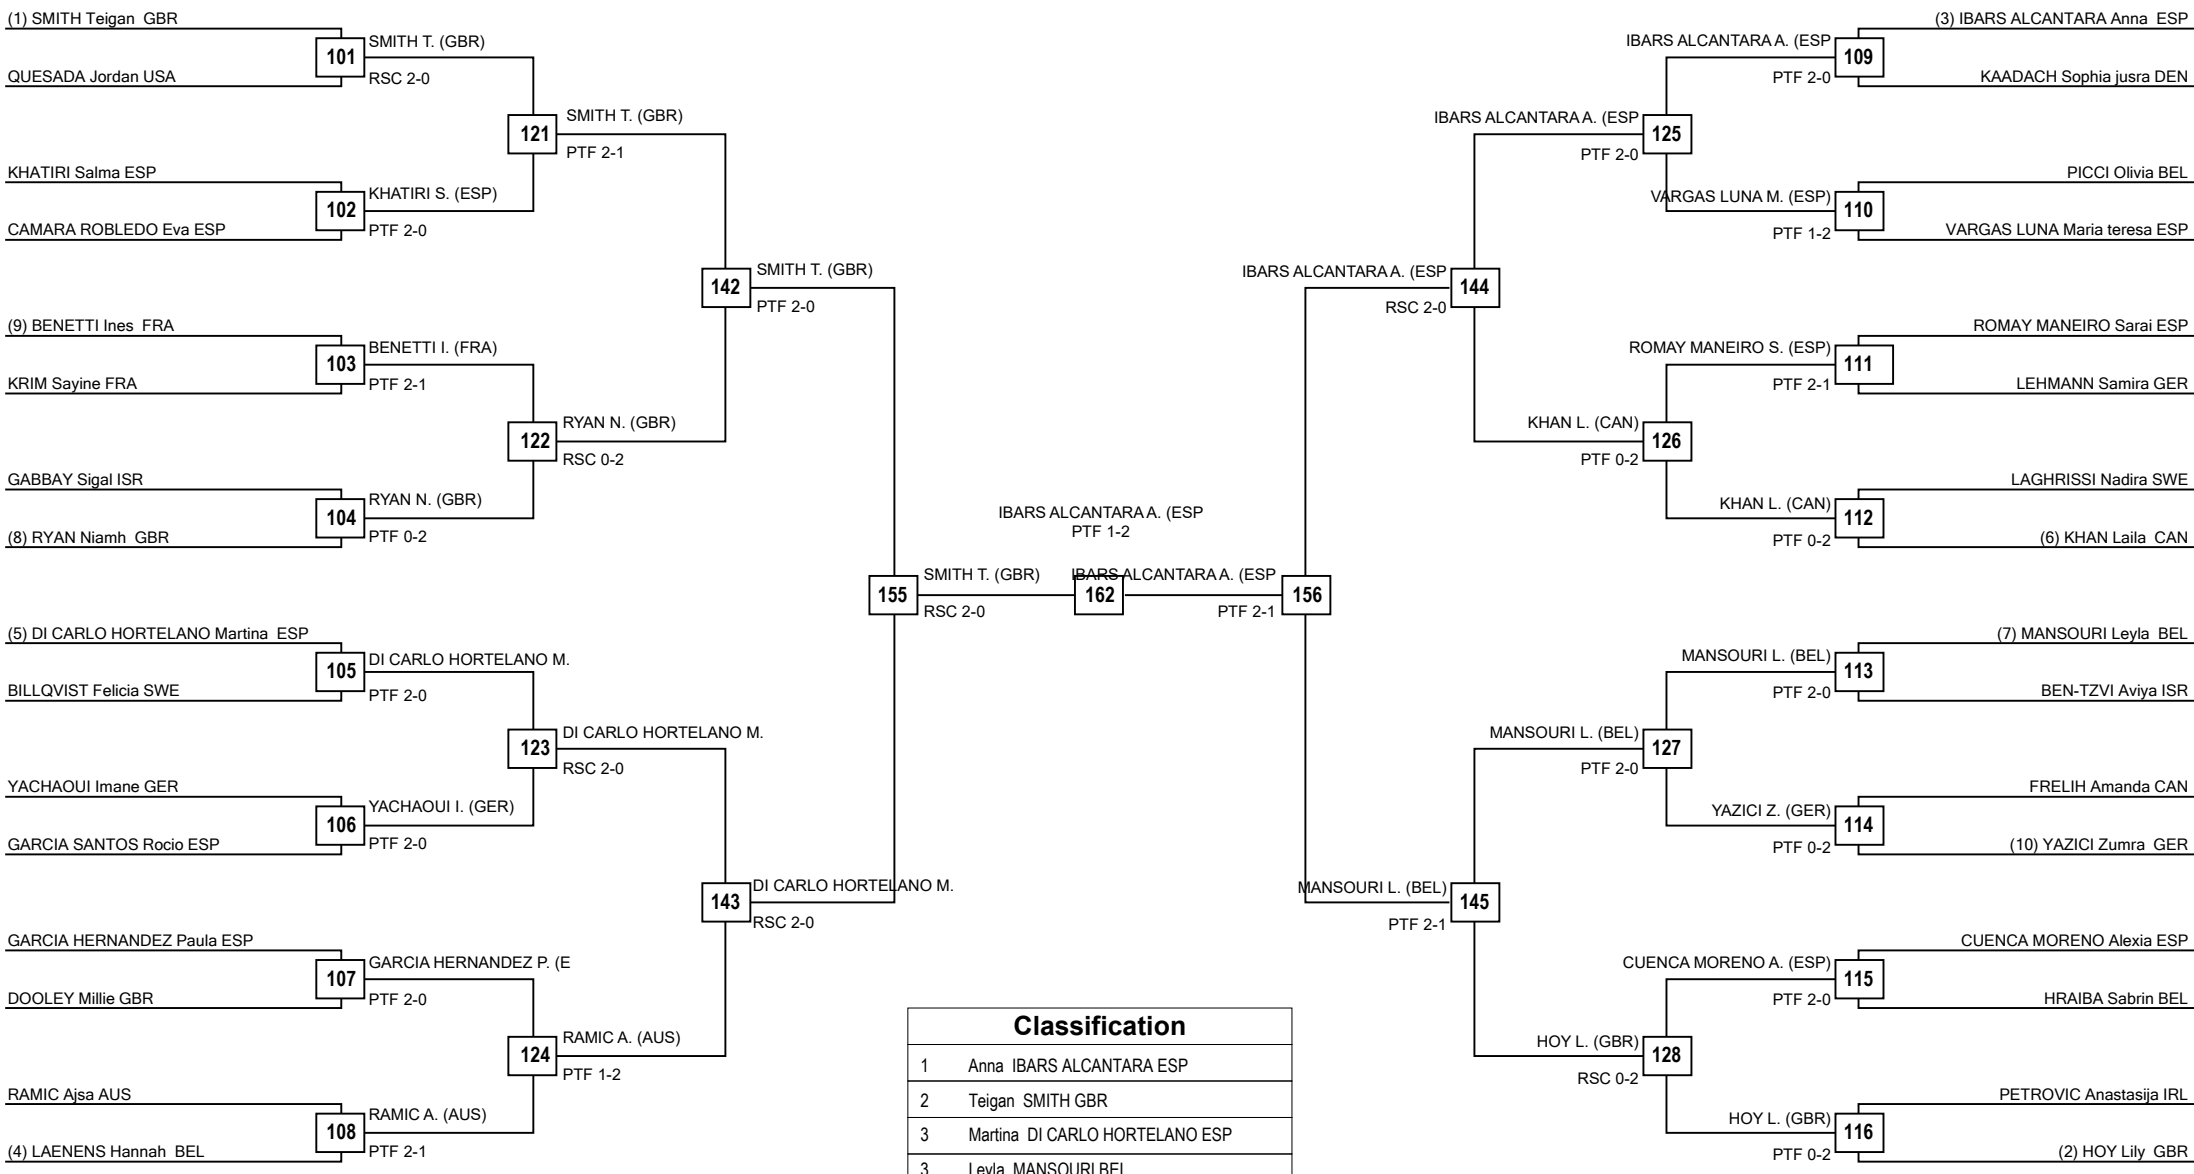 (1) SMITH Teigan GBR
101
SMITH T. (GBR)
RSC 2-0
QUESADA Jordan USA
121
SMITH T. (GBR)
PTF 2-1
KHATIRI Salma ESP
102
KHATIRI S. (ESP)
PTF 2-0
CAMARA ROBLEDO Eva ESP
142
SMITH T. (GBR)
PTF 2-0
(9) BENETTI Ines FRA
103
BENETTI I. (FRA)
PTF 2-1
KRIM Sayine FRA
122
RYAN N. (GBR)
RSC 0-2
GABBAY Sigal ISR
104
RYAN N. (GBR)
PTF 0-2
(8) RYAN Niamh GBR
155
SMITH T. (GBR)
RSC 2-0
(5) DI CARLO HORTELANO Martina ESP
105
DI CARLO HORTELANO M.
PTF 2-0
BILLQVIST Felicia SWE
123
DI CARLO HORTELANO M.
RSC 2-0
YACHAOUI Imane GER
106
YACHAOUI I. (GER)
PTF 2-0
GARCIA SANTOS Rocio ESP
143
DI CARLO HORTELANO M.
RSC 2-0
GARCIA HERNANDEZ Paula ESP
107
GARCIA HERNANDEZ P. (E
PTF 2-0
DOOLEY Millie GBR
124
RAMIC A. (AUS)
PTF 1-2
RAMIC Ajsa AUS
108
RAMIC A. (AUS)
PTF 2-1
(4) LAENENS Hannah BEL
IBARS ALCANTARA A. (ESP
PTF 1-2
162
IBARS ALCANTARA A. (ESP
PTF 2-1
156
(3) IBARS ALCANTARA Anna ESP
IBARS ALCANTARA A. (ESP
109
PTF 2-0
KAADACH Sophia jusra DEN
IBARS ALCANTARA A. (ESP
125
PTF 2-0
PICCI Olivia BEL
VARGAS LUNA M. (ESP)
110
PTF 1-2
VARGAS LUNA Maria teresa ESP
IBARS ALCANTARA A. (ESP
144
RSC 2-0
ROMAY MANEIRO Sarai ESP
ROMAY MANEIRO S. (ESP)
111
PTF 2-1
LEHMANN Samira GER
KHAN L. (CAN)
126
PTF 0-2
LAGHRISSI Nadira SWE
KHAN L. (CAN)
112
PTF 0-2
(6) KHAN Laila CAN
(7) MANSOURI Leyla BEL
MANSOURI L. (BEL)
113
PTF 2-0
BEN-TZVI Aviya ISR
MANSOURI L. (BEL)
127
PTF 2-0
FRELIH Amanda CAN
YAZICI Z. (GER)
114
PTF 0-2
(10) YAZICI Zumra GER
MANSOURI L. (BEL)
145
PTF 2-1
CUENCA MORENO Alexia ESP
CUENCA MORENO A. (ESP)
115
PTF 2-0
HRAIBA Sabrin BEL
HOY L. (GBR)
128
RSC 0-2
PETROVIC Anastasija IRL
HOY L. (GBR)
116
PTF 0-2
(2) HOY Lily GBR
Classification
1 Anna IBARS ALCANTARA ESP
2 Teigan SMITH GBR
3 Martina DI CARLO HORTELANO ESP
3 Leyla MANSOURI BEL